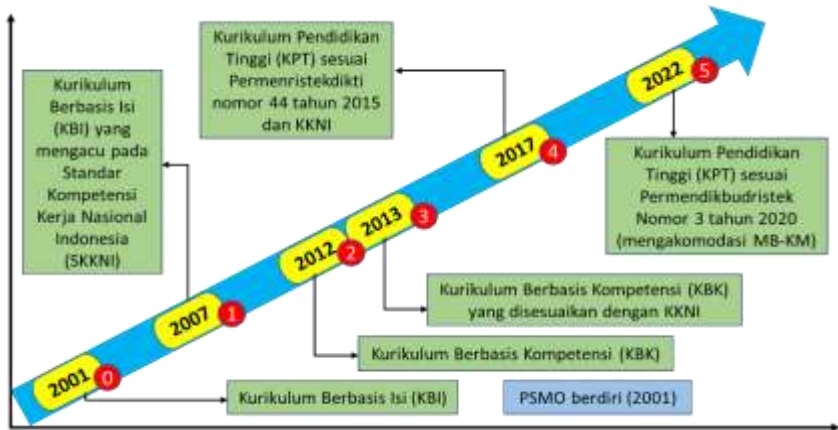 Kurikulum Pendidikan
Tinggi (KPT) sesuai
Permenristekdikti
nomor 44 tahun 2015
dan KKNI
2022
5
Kurikulum
Berbasis Isi
(KBI) yang
mengacu pada
Standar
Kompetensi
Kerja Nasional
Indonesia
(SKKNI)
2017
4
Kurikulum Pendidikan
Tinggi (KPT) sesuai
Permendikbudristek
Nomor 3 tahun 2020
(mengakomodasi MB-KM)
2013
3
2012
2
2007
1
Kurikulum Berbasis Kompetensi (KBK)
yang disesuaikan dengan KKNI
Kurikulum Berbasis Kompetensi (KBK)
2001
0
Kurikulum Berbasis Isi (KBI)
PSMO berdiri (2001)